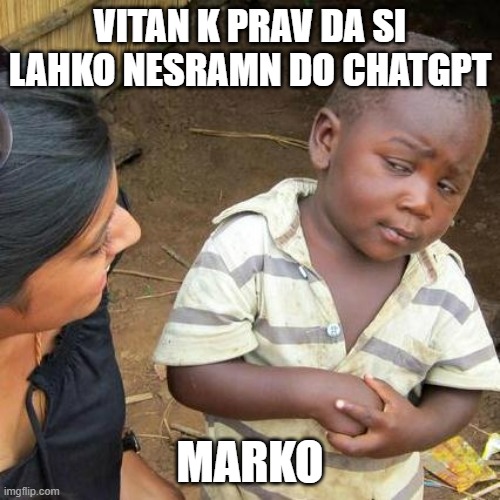 VITAN K PRAV DA SI
LAHKO NESRAMN DO CHATGPT
MARKO
imgflip.com